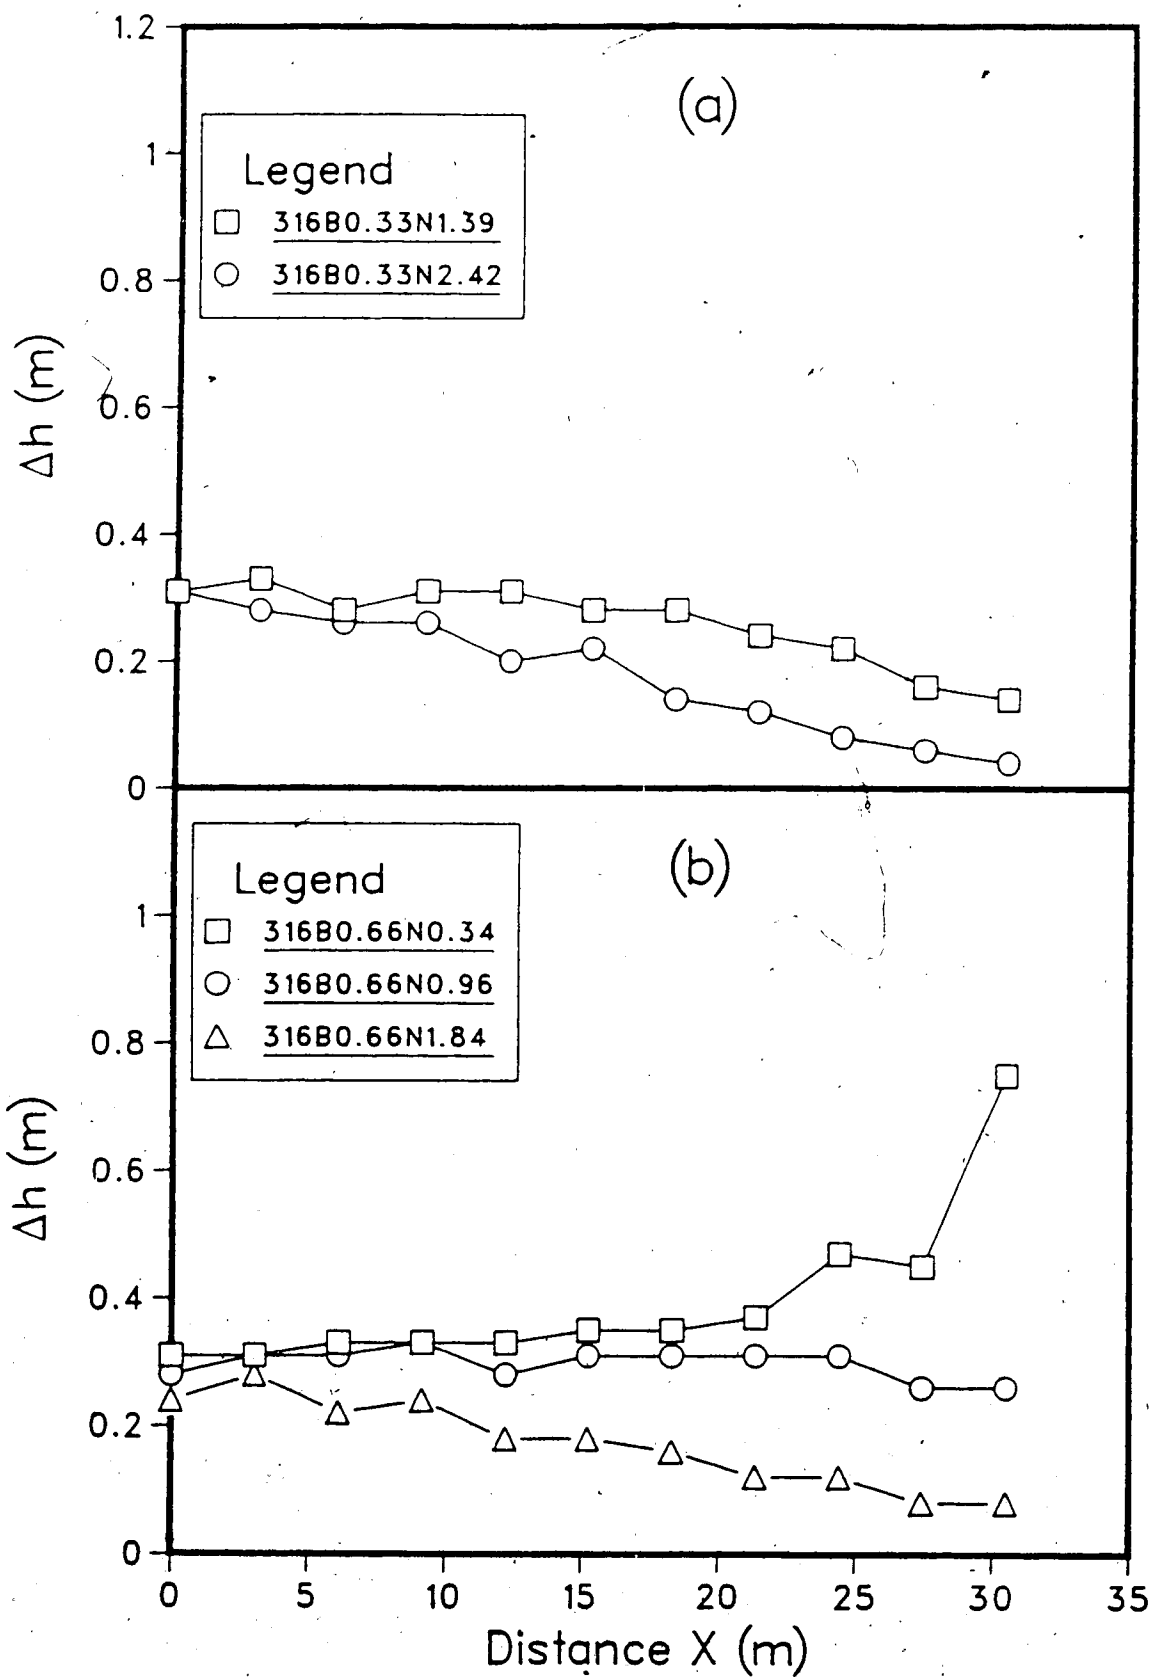 1.2
(a)
1
Legend
316B0.33N1.39
316B0.33N2.42
0.8
Δh (m)
0.6
0.4
0.2
0
(b)
Legend
1
316B0.66N0.34
316B0.66N0.96
316B0.66N1.84
0.8
Δh (m)
0.6
0.4
0.2
0
0 5 10 15 20 25 30 35
Distance X (m)